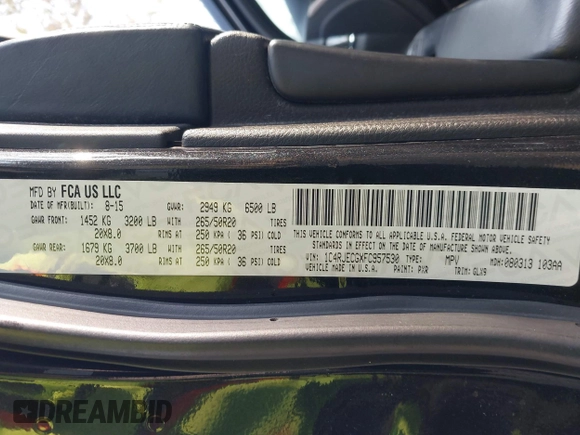 MFD BY FCA US LLC
DATE OF MFR(BUILT): 8-15 GVWR: 2949 KG 6500 LB
GAWR FRONT: 1452 KG 3200 LB WITH 265/50R20 TIRES
20X8.0 RIMS AT 250 KPA ( 36 PSI) COLD
GAWR REAR: 1679 KG 3700 LB WITH 265/50R20 TIRES
20X8.0 RIMS AT 250 KPA ( 36 PSI) COLD
THIS VEHICLE CONFORMS TO ALL APPLICABLE U.S.A. FEDERAL MOTOR VEHICLE SAFETY
STANDARDS IN EFFECT ON THE DATE OF MANUFACTURE SHOWN ABOVE.
VIN: 1C4RJECGXFC957530 TYPE: MPV MDH:080313 103AA
VEHICLE MADE IN U.S.A. PAINT: PXR TRIM: GLX9
DREAMBID